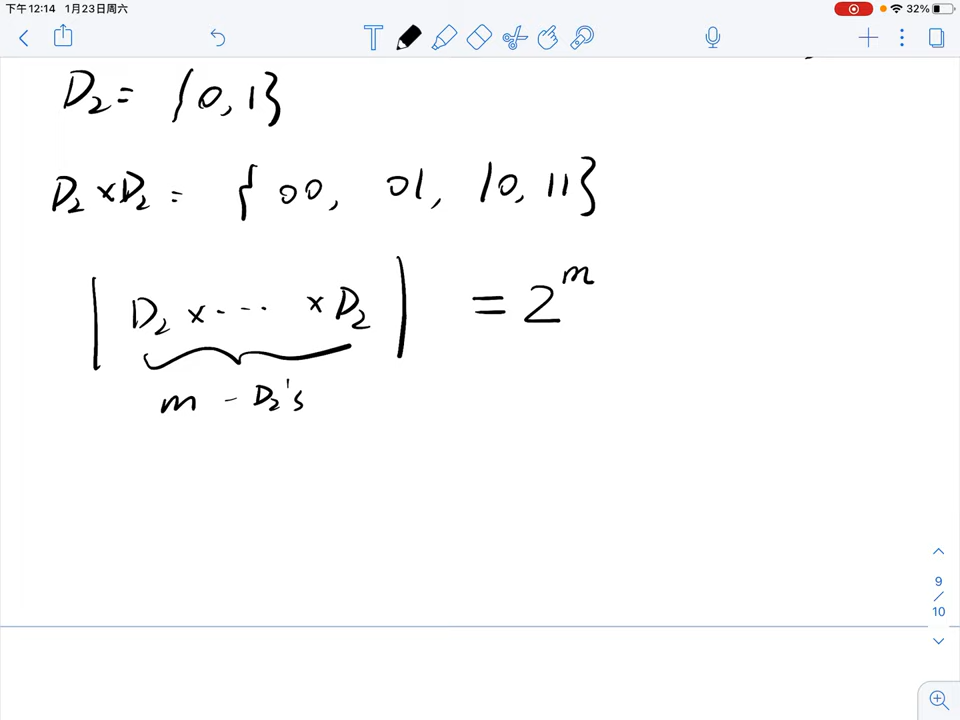 下午12:14 1月23日周六 32%
D₂ = {0, 1}
D₂ × D₂ = {00, 01, 10, 11}
| D₂ × ⋯ × D₂ | = 2ᵐ
m - D₂'s
9
/
10